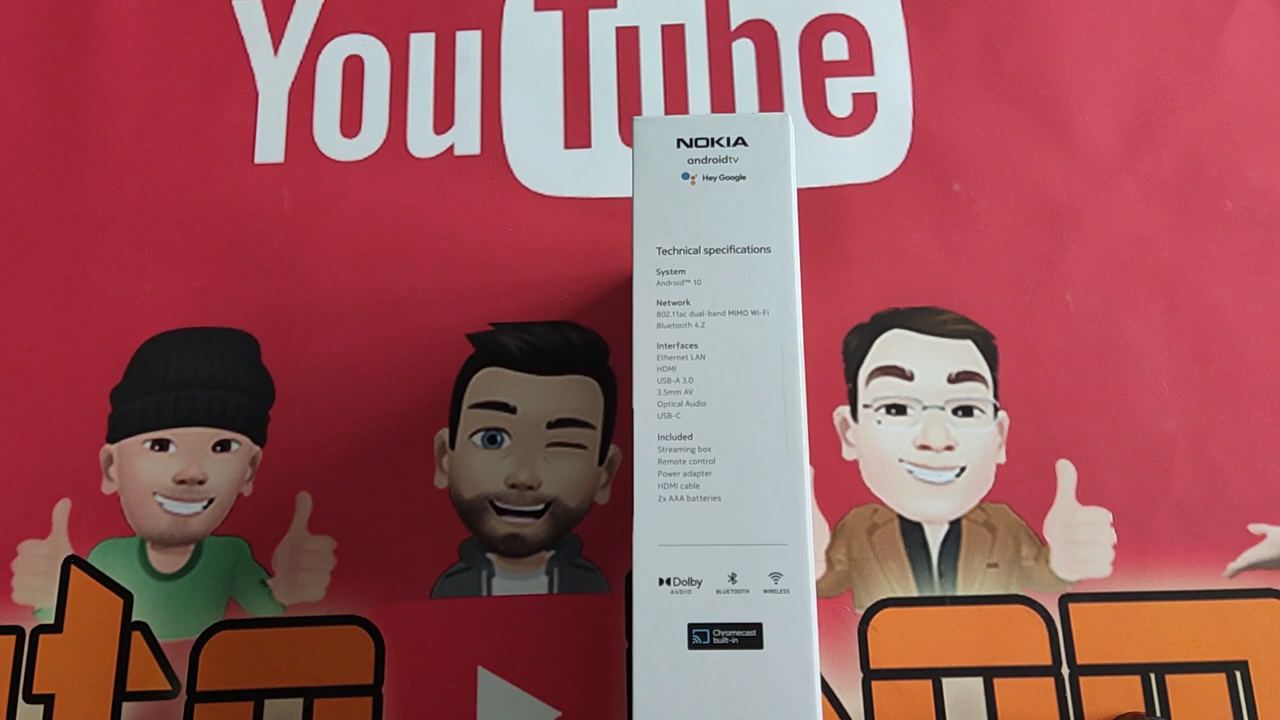 YouTube
NOKIA
androidtv
Hey Google
Technical specifications
System
Android™ 10
Network
802.11ac dual-band MIMO Wi-Fi
Bluetooth 4.2
Interfaces
Ethernet LAN
HDMI
USB-A 3.0
3.5mm AV
Optical Audio
USB-C
Included
Streaming box
Remote control
Power adapter
HDMI cable
2x AAA batteries
Dolby
AUDIO
BLUETOOTH
WIRELESS
Chromecast
built-in